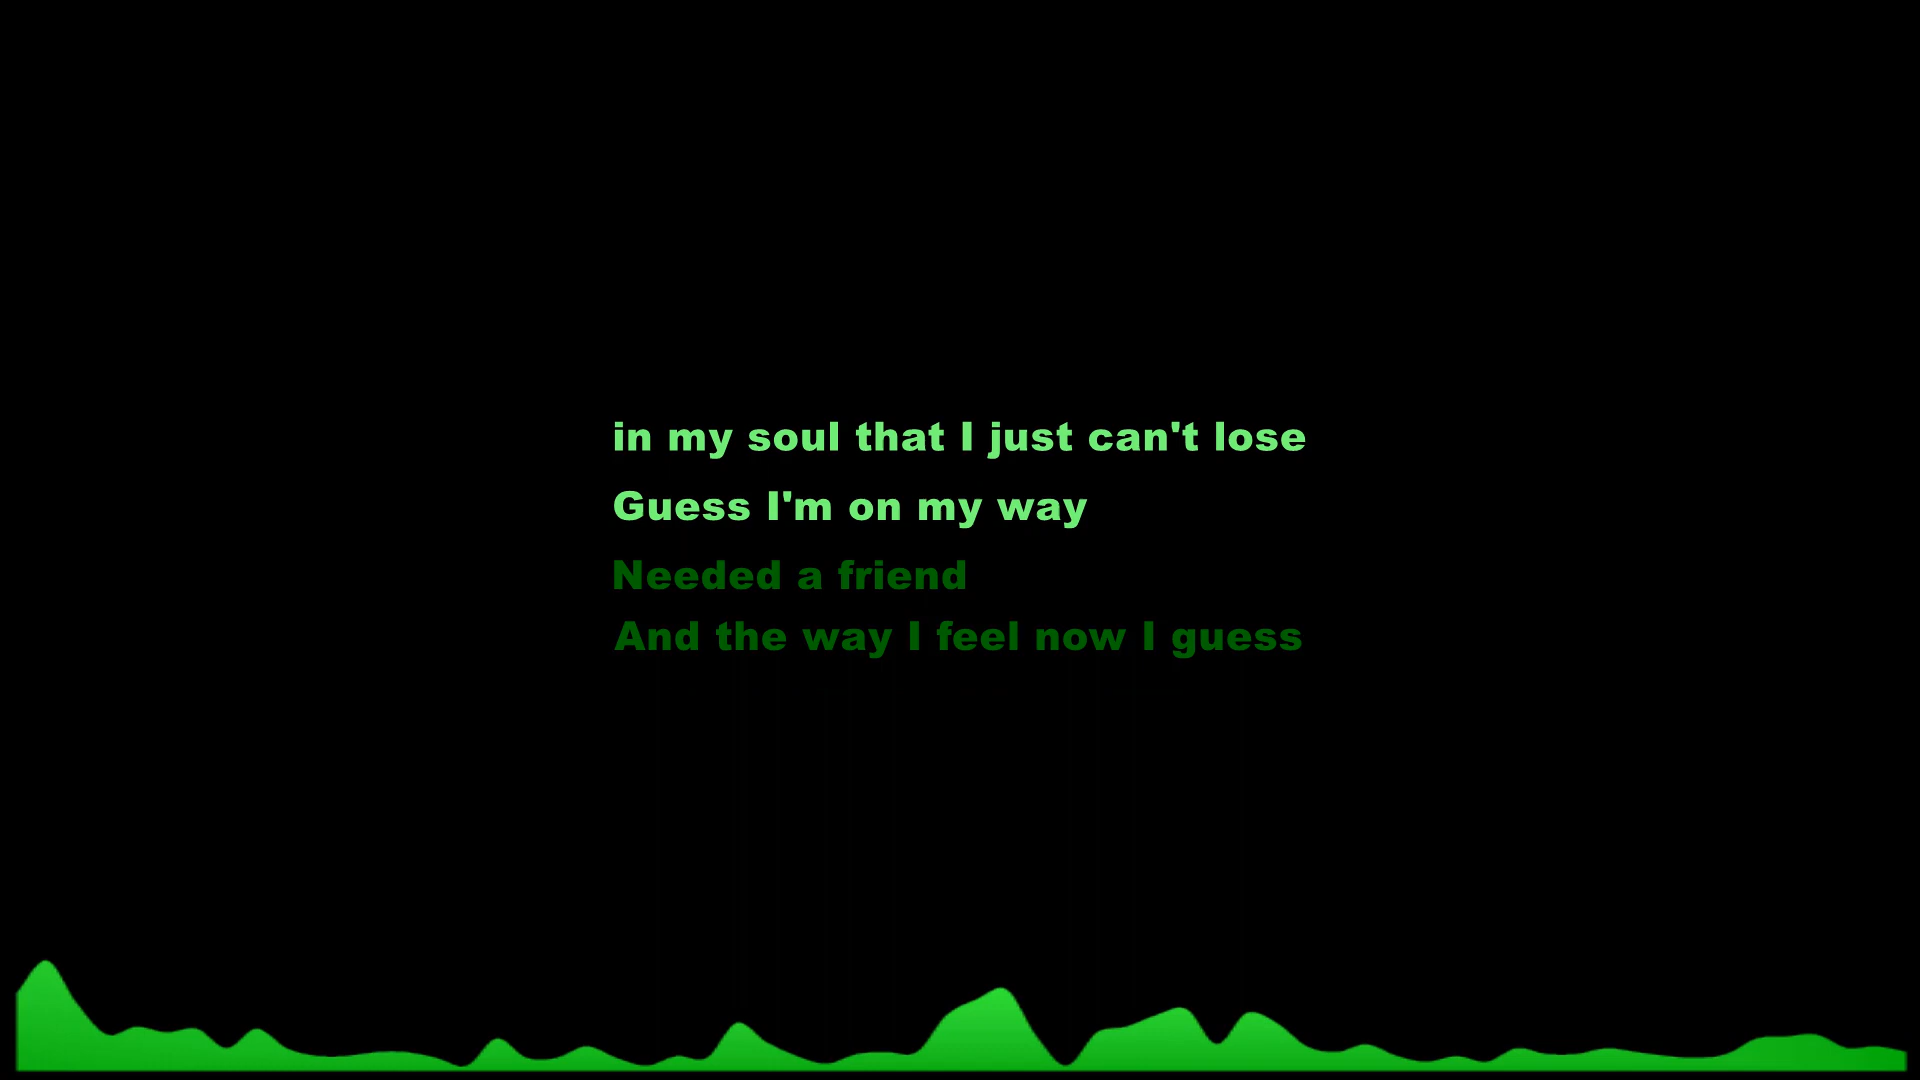 in my soul that I just can't lose
Guess I'm on my way
Needed a friend
And the way I feel now I guess